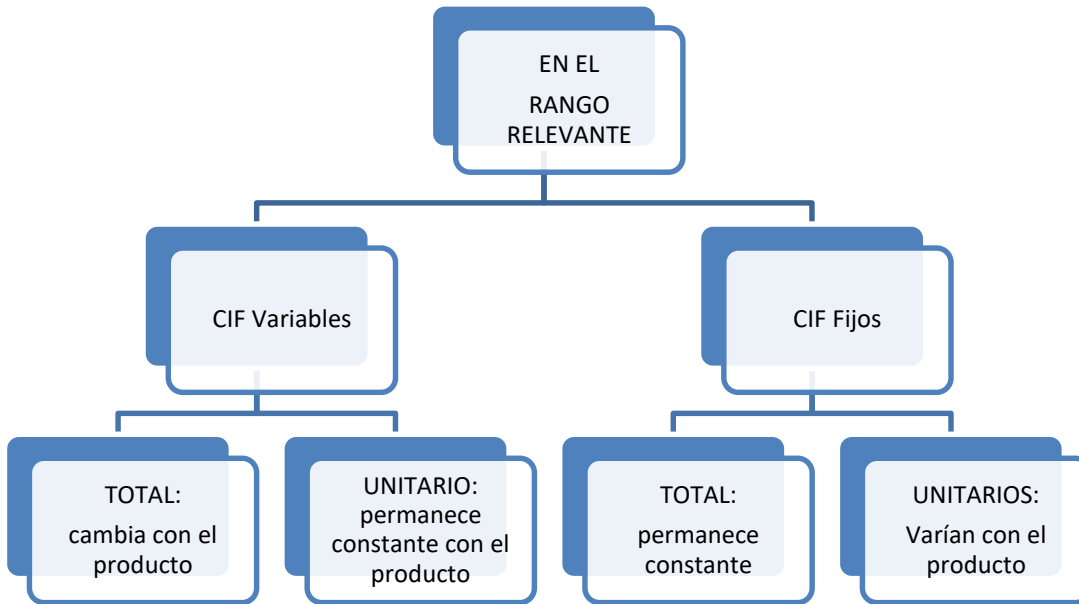 EN EL
RANGO
RELEVANTE
CIF Variables
CIF Fijos
TOTAL:
cambia con el
producto
UNITARIO:
permanece
constante con el
producto
TOTAL:
permanece
constante
UNITARIOS:
Varían con el
producto